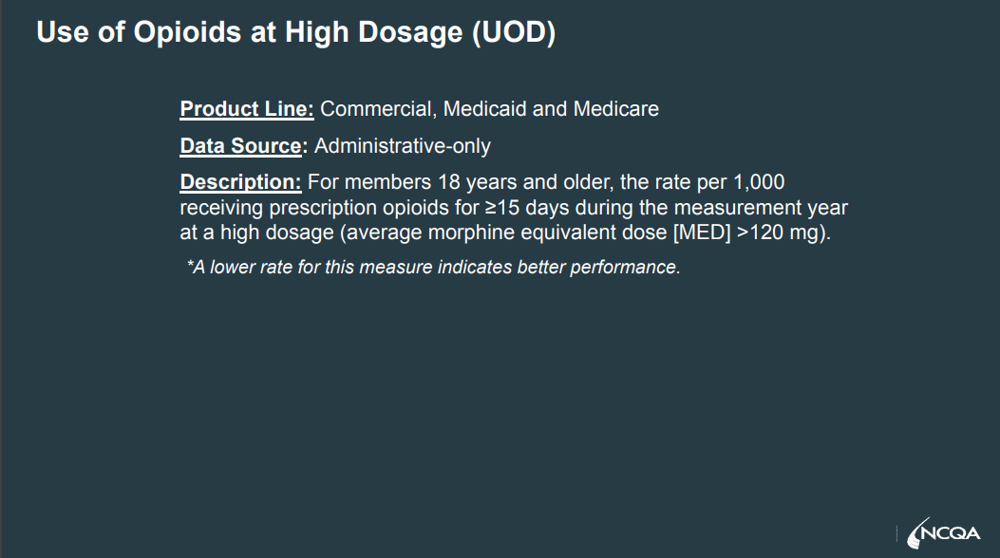 Use of Opioids at High Dosage (UOD)
Product Line: Commercial, Medicaid and Medicare
Data Source: Administrative-only
Description: For members 18 years and older, the rate per 1,000
receiving prescription opioids for ≥15 days during the measurement year
at a high dosage (average morphine equivalent dose [MED] >120 mg).
*A lower rate for this measure indicates better performance.
NCQA